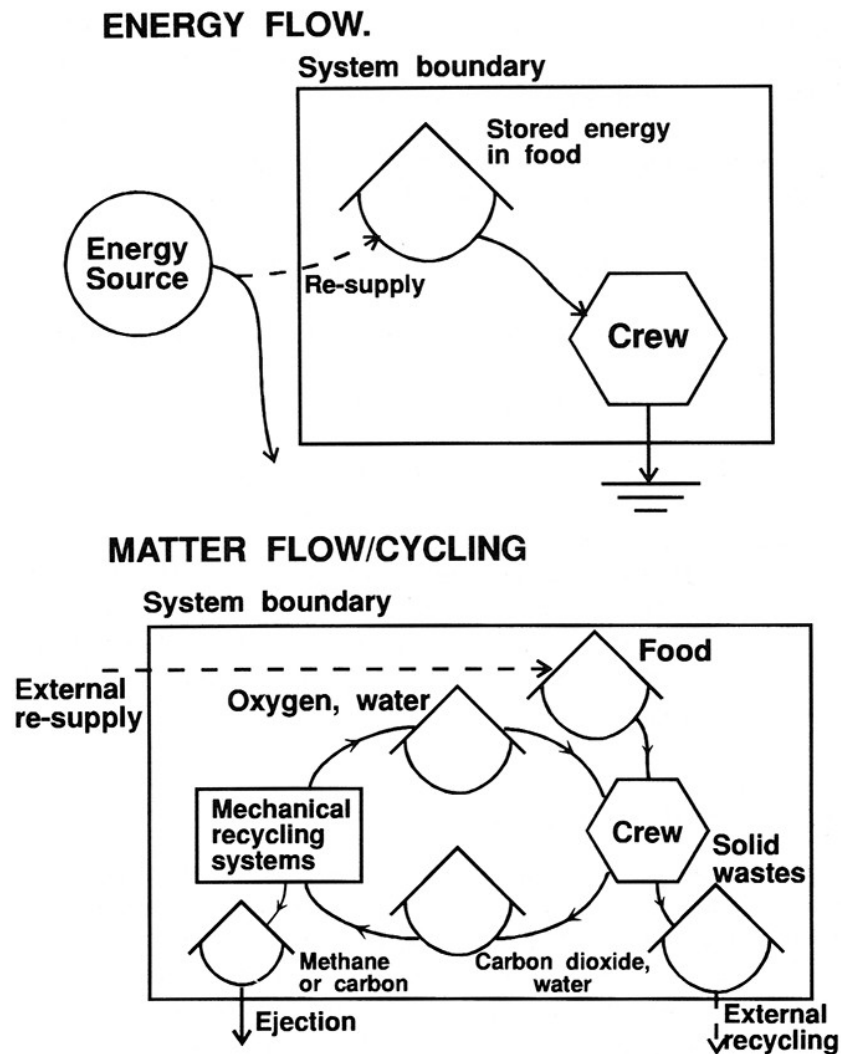 ENERGY FLOW.
System boundary
Stored energy
in food
Energy
Source
Re-supply
Crew
MATTER FLOW/CYCLING
System boundary
External
re-supply
Food
Oxygen, water
Mechanical
recycling
systems
Crew
Solid
wastes
Methane
or carbon
Carbon dioxide,
water
Ejection
External
recycling